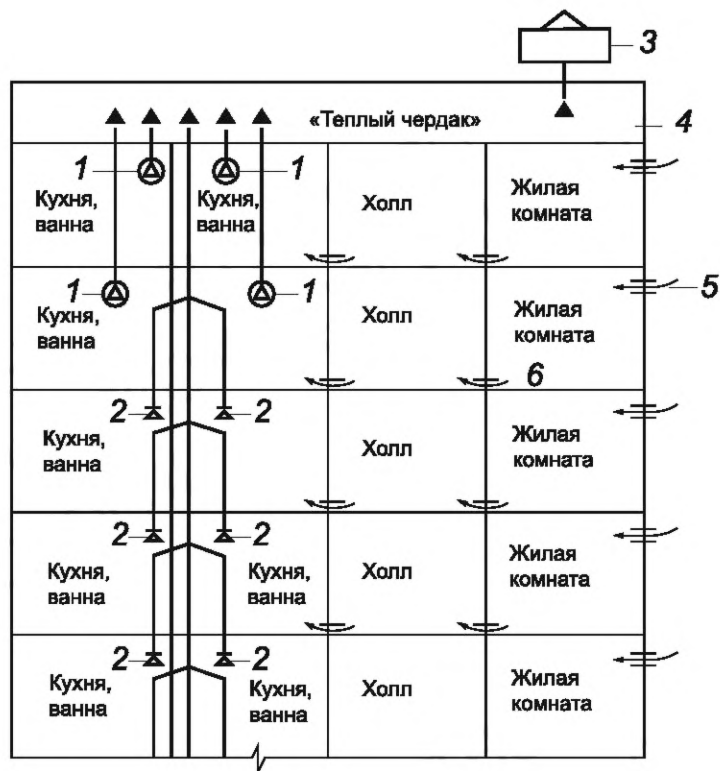 3
«Теплый чердак» 4
1 1
Кухня,
ванна
Кухня,
ванна
Холл
Жилая
комната
1 1 5
Кухня,
ванна
Холл
Жилая
комната
6
2 2
Кухня,
ванна
Холл
Жилая
комната
2 2
Кухня,
ванна
Кухня,
ванна
Холл
Жилая
комната
2 2
Кухня,
ванна
Кухня,
ванна
Холл
Жилая
комната